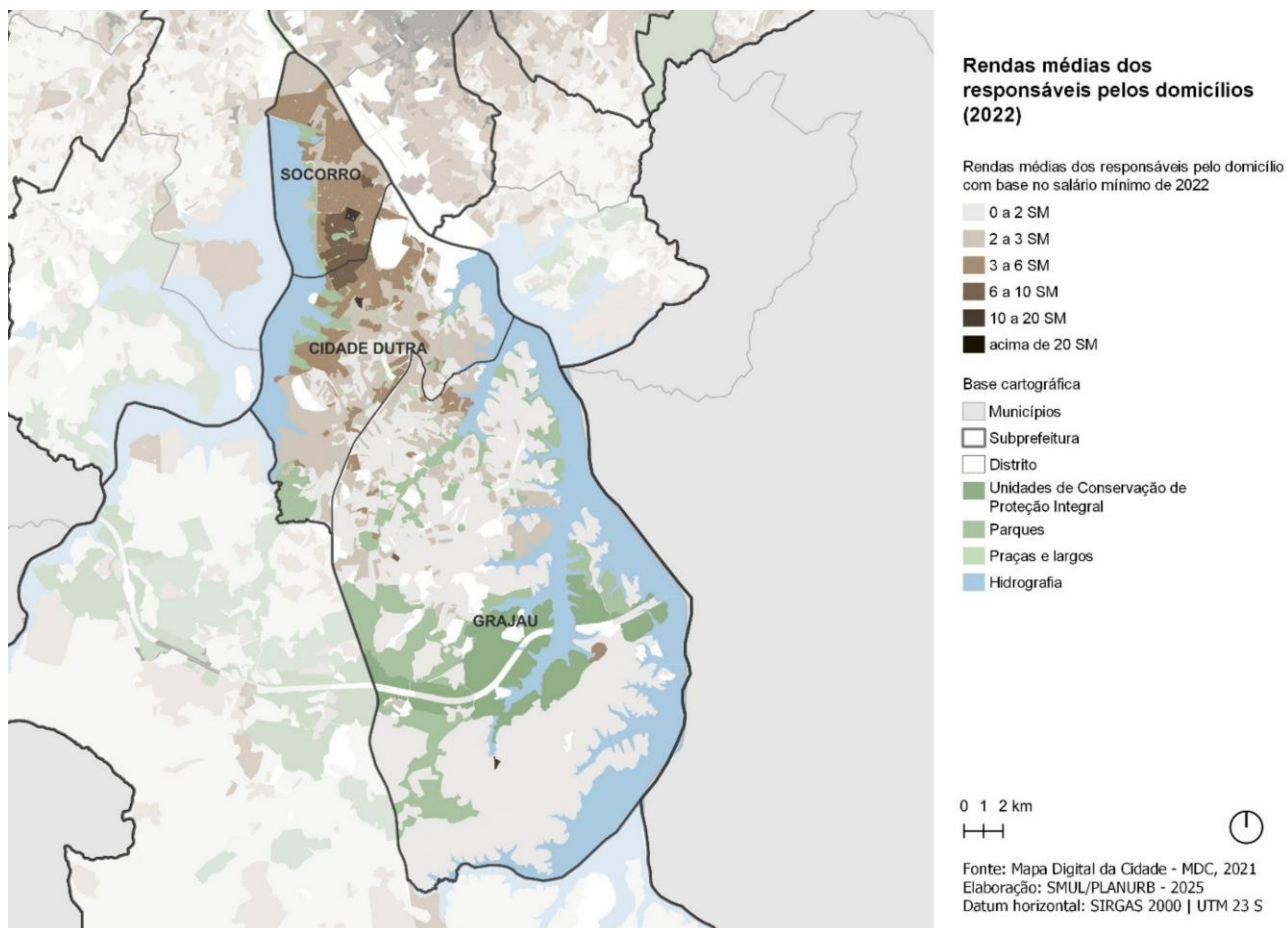 SOCORRO
CIDADE DUTRA
GRAJAU
Rendas médias dos
responsáveis pelos domicílios
(2022)
Rendas médias dos responsáveis pelo domicílio
com base no salário mínimo de 2022
0 a 2 SM
2 a 3 SM
3 a 6 SM
6 a 10 SM
10 a 20 SM
acima de 20 SM
Base cartográfica
Municípios
Subprefeitura
Distrito
Unidades de Conservação de
Proteção Integral
Parques
Praças e largos
Hidrografia
0 1 2 km
Fonte: Mapa Digital da Cidade - MDC, 2021
Elaboração: SMUL/PLANURB - 2025
Datum horizontal: SIRGAS 2000 | UTM 23 S